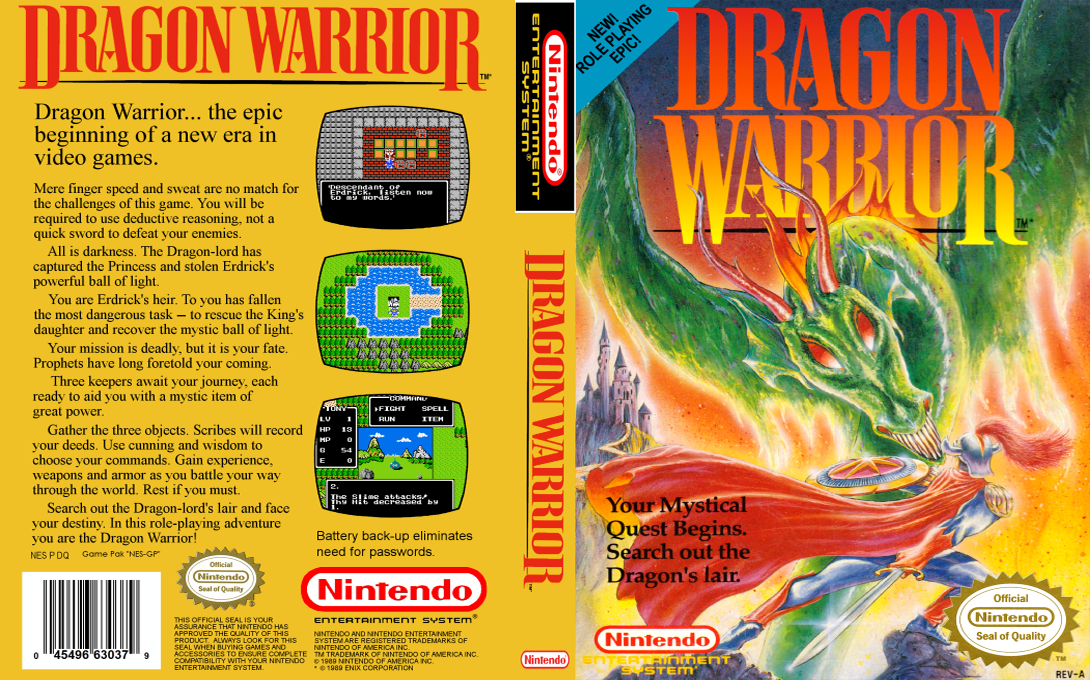 DRAGON WARRIOR
TM*
Dragon Warrior... the epic
beginning of a new era in
video games.
Mere finger speed and sweat are no match for
the challenges of this game. You will be
required to use deductive reasoning, not a
quick sword to defeat your enemies.
All is darkness. The Dragon-lord has
captured the Princess and stolen Erdrick's
powerful ball of light.
You are Erdrick's heir. To you has fallen
the most dangerous task – to rescue the King's
daughter and recover the mystic ball of light.
Your mission is deadly, but it is your fate.
Prophets have long foretold your coming.
Three keepers await your journey, each
ready to aid you with a mystic item of
great power.
Gather the three objects. Scribes will record
your deeds. Use cunning and wisdom to
choose your commands. Gain experience,
weapons and armor as you battle your way
through the world. Rest if you must.
Search out the Dragon-lord's lair and face
your destiny. In this role-playing adventure
you are the Dragon Warrior!
NES P DQ Game Pak "NES-GP"
0 45496 63037 9
Official
Nintendo
Seal of Quality
®
THIS OFFICIAL SEAL IS YOUR
ASSURANCE THAT NINTENDO HAS
APPROVED THE QUALITY OF THIS
PRODUCT. ALWAYS LOOK FOR THIS
SEAL WHEN BUYING GAMES AND
ACCESSORIES TO ENSURE COMPLETE
COMPATIBILITY WITH YOUR NINTENDO
ENTERTAINMENT SYSTEM.
'Descendant of
Erdrick, listen now
to my words.'
TONY
LV 1
HP 13
MP 0
G 54
E 0
COMMAND
FIGHT SPELL
RUN ITEM
2.
The Slime attacks!
Thy Hit decreased by
1.
Battery back-up eliminates
need for passwords.
Nintendo
ENTERTAINMENT SYSTEM®
NINTENDO AND NINTENDO ENTERTAINMENT
SYSTEM ARE REGISTERED TRADEMARKS OF
NINTENDO OF AMERICA INC.
TM TRADEMARK OF NINTENDO OF AMERICA INC.
© 1989 NINTENDO OF AMERICA INC.
* © 1989 ENIX CORPORATION
Nintendo®
ENTERTAINMENT
SYSTEM®
DRAGON WARRIOR
TM
Nintendo
NEW!
ROLE PLAYING
EPIC!
DRAGON
WARRIOR
TM*
Your Mystical
Quest Begins.
Search out the
Dragon's lair.
Nintendo
ENTERTAINMENT
SYSTEM®
Official
Nintendo
Seal of Quality
TM
REV-A